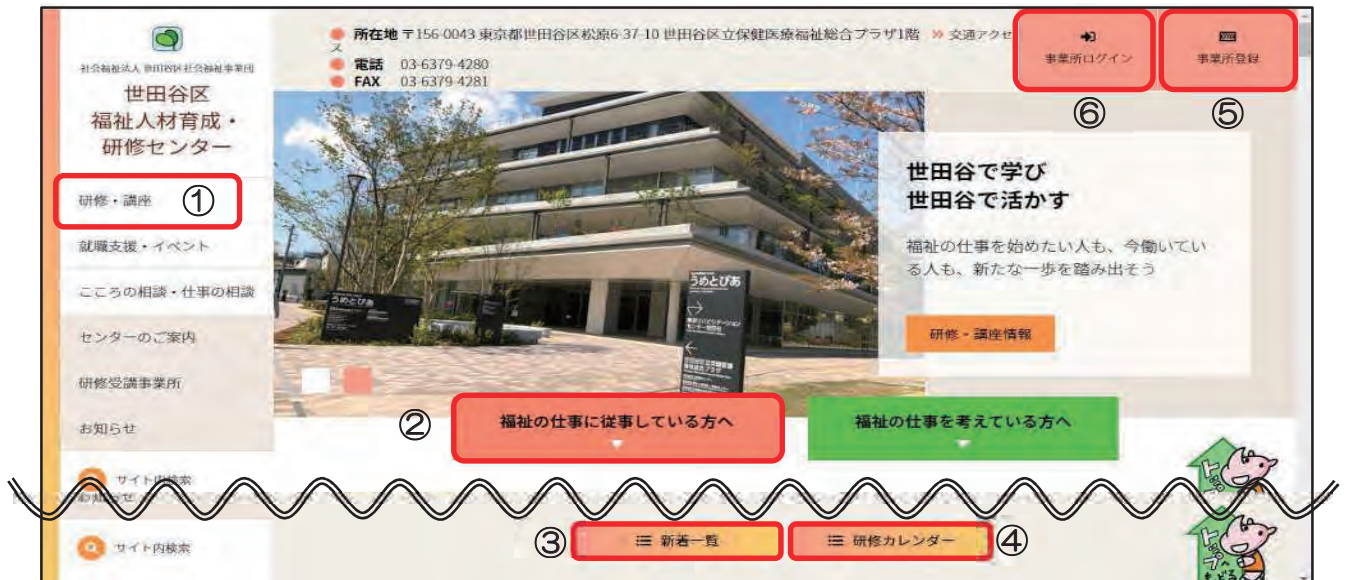 社会福祉法人 世田谷区社会福祉事業団
世田谷区
福祉人材育成・
研修センター
研修・講座
①
就職支援・イベント
こころの相談・仕事の相談
センターのご案内
研修受講事業所
お知らせ
サイト内検索
お知らせ
サイト内検索
所在地 〒156-0043 東京都世田谷区松原6-37-10 世田谷区立保健医療福祉総合プラザ1階 » 交通アクセ
ス
電話 03-6379-4280
FAX 03-6379-4281
事業所ログイン
⑥
事業所登録
⑤
うめとぴあ
うめとぴあ
世田谷で学び
世田谷で活かす
福祉の仕事を始めたい人も、今働いてい
る人も、新たな一歩を踏み出そう
研修・講座情報
②
福祉の仕事に従事している方へ
福祉の仕事を考えている方へ
③
新着一覧
研修カレンダー
④
トップへ
もどる